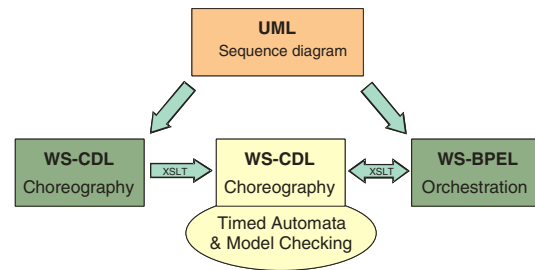 UML
Sequence diagram
WS-CDL
Choreography
XSLT
WS-CDL
Choreography
XSLT
WS-BPEL
Orchestration
Timed Automata
& Model Checking